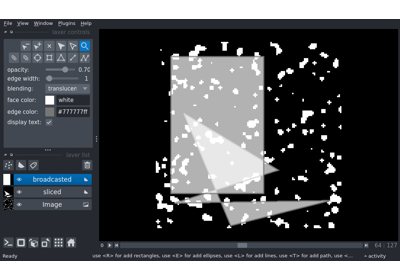 File View Window Plugins Help
layer controls
opacity: 0.70
edge width: 1
blending: translucen
face color: white
edge color: #777777ff
display text:
layer list
broadcasted
sliced
Image
0
64 127
Ready
use <R> for add rectangles, use <E> for add ellipses, use <L> for add lines, use <T> for add path, use <...
activity